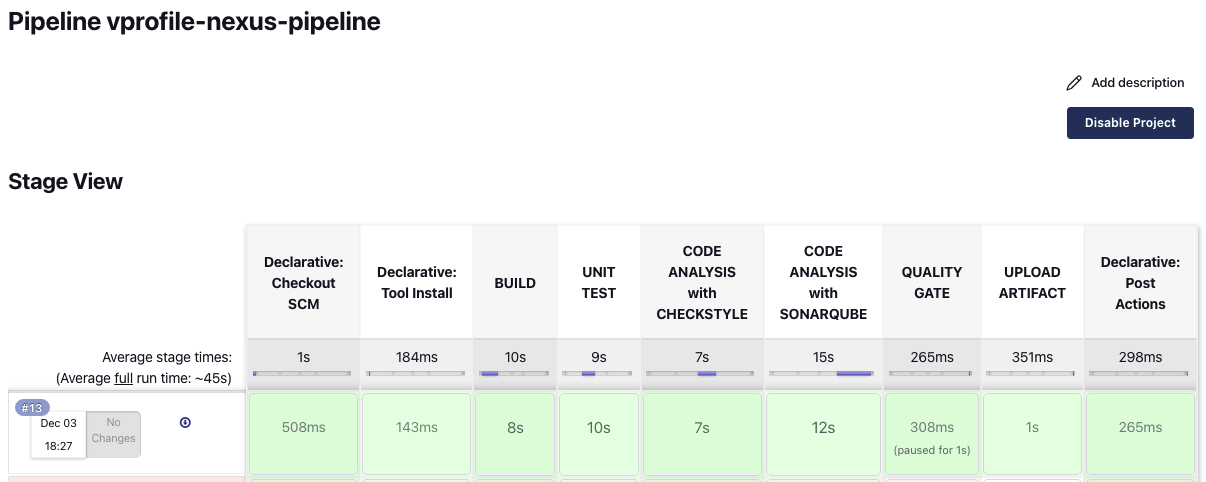 Pipeline vprofile-nexus-pipeline
Add description
Disable Project
Stage View
Declarative:
Checkout
SCM
Declarative:
Tool Install
BUILD
UNIT
TEST
CODE
ANALYSIS
with
CHECKSTYLE
CODE
ANALYSIS
with
SONARQUBE
QUALITY
GATE
UPLOAD
ARTIFACT
Declarative:
Post
Actions
Average stage times:
(Average full run time: ~45s)
1s
184ms
10s
9s
7s
15s
265ms
351ms
298ms
#13
Dec 03
18:27
No
Changes
508ms
143ms
8s
10s
7s
12s
308ms
(paused for 1s)
1s
265ms